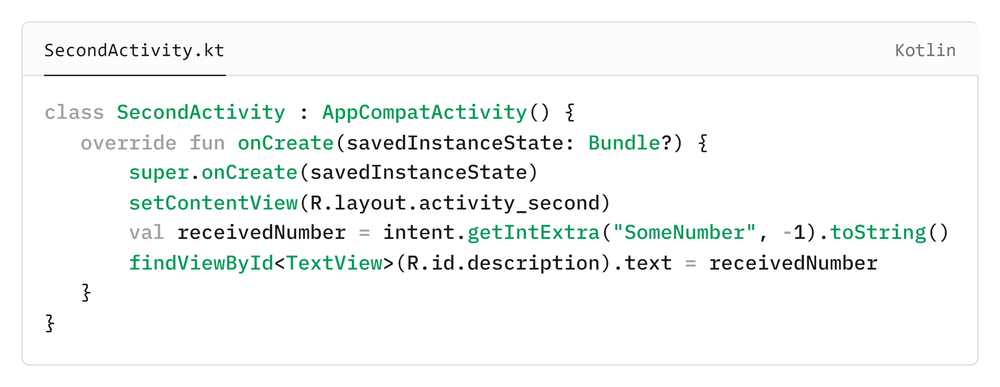 SecondActivity.kt
Kotlin
class SecondActivity : AppCompatActivity() {
   override fun onCreate(savedInstanceState: Bundle?) {
       super.onCreate(savedInstanceState)
       setContentView(R.layout.activity_second)
       val receivedNumber = intent.getIntExtra("SomeNumber", -1).toString()
       findViewById<TextView>(R.id.description).text = receivedNumber
   }
}